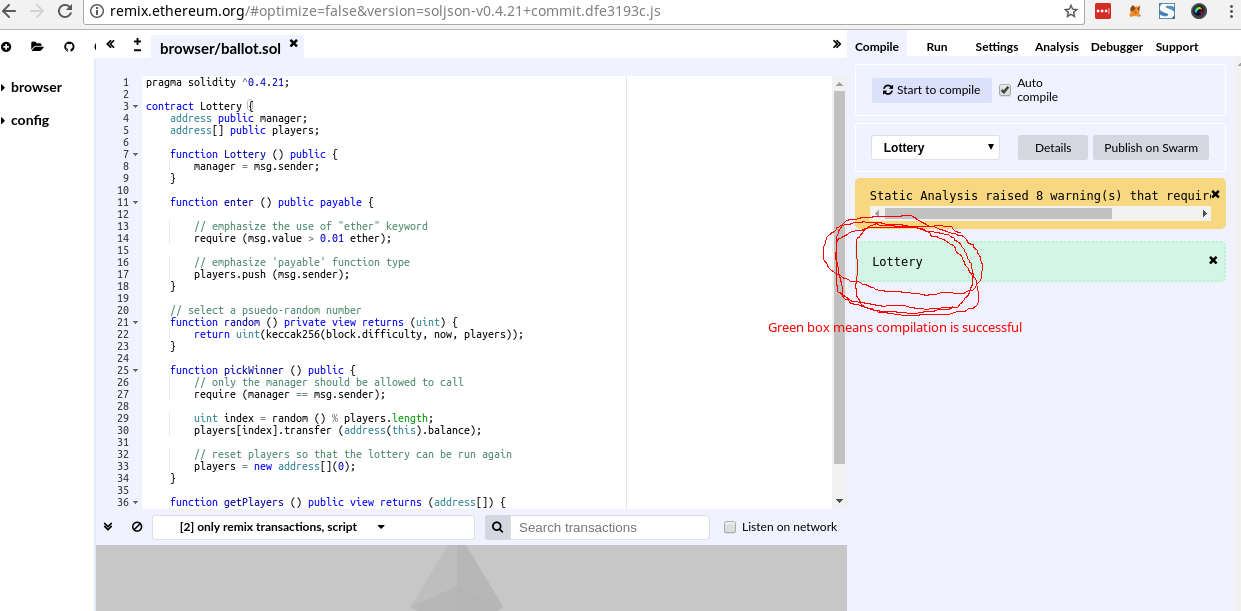 remix.ethereum.org/#optimize=false&version=soljson-v0.4.21+commit.dfe3193c.js
browser/ballot.sol
Compile Run Settings Analysis Debugger Support
browser
config
1 pragma solidity ^0.4.21;
2
3 contract Lottery {
4 address public manager;
5 address[] public players;
6
7 function Lottery () public {
8 manager = msg.sender;
9 }
10
11 function enter () public payable {
12
13 // emphasize the use of "ether" keyword
14 require (msg.value > 0.01 ether);
15
16 // emphasize 'payable' function type
17 players.push (msg.sender);
18 }
19
20 // select a psuedo-random number
21 function random () private view returns (uint) {
22 return uint(keccak256(block.difficulty, now, players));
23 }
24
25 function pickWinner () public {
26 // only the manager should be allowed to call
27 require (manager == msg.sender);
28
29 uint index = random () % players.length;
30 players[index].transfer (address(this).balance);
31
32 // reset players so that the lottery can be run again
33 players = new address[](0);
34 }
35
36 function getPlayers () public view returns (address[]) {
Start to compile
Auto
compile
Lottery
Details
Publish on Swarm
Static Analysis raised 8 warning(s) that requir
Lottery
Green box means compilation is successful
[2] only remix transactions, script
Search transactions
Listen on network